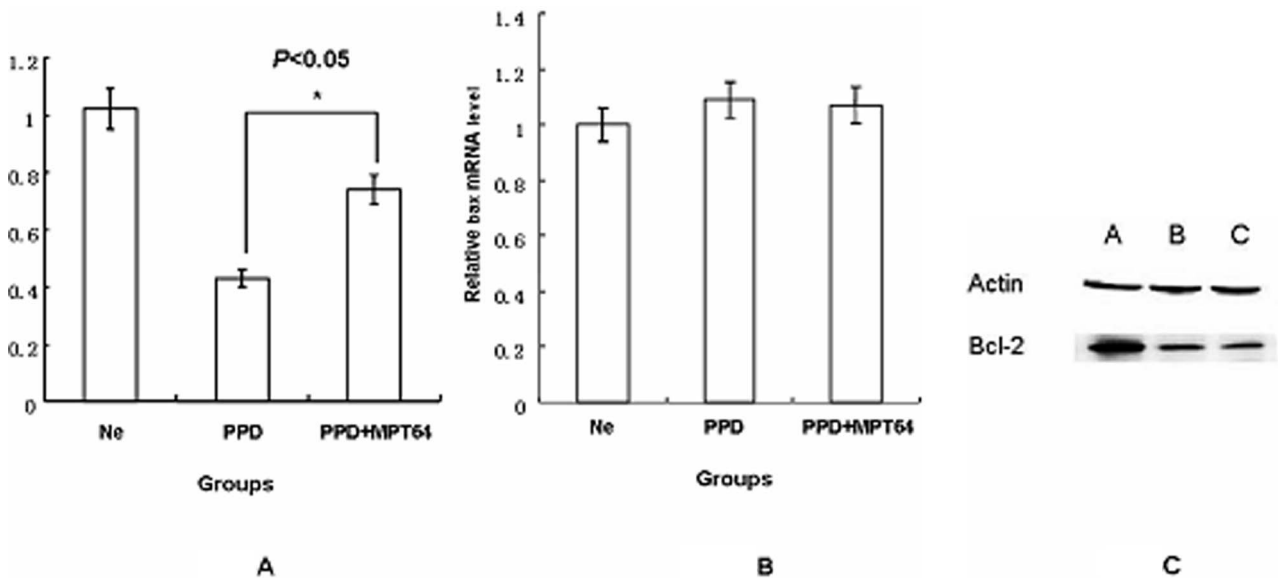 P<0.05
*
1.2
1
0.8
0.6
0.4
0.2
0
Ne PPD PPD+MPT64
Groups
A
Relative bax mRNA level
1.4
1.2
1
0.8
0.6
0.4
0.2
0
Ne PPD PPD+MPT64
Groups
B
A B C
Actin
Bcl-2
C